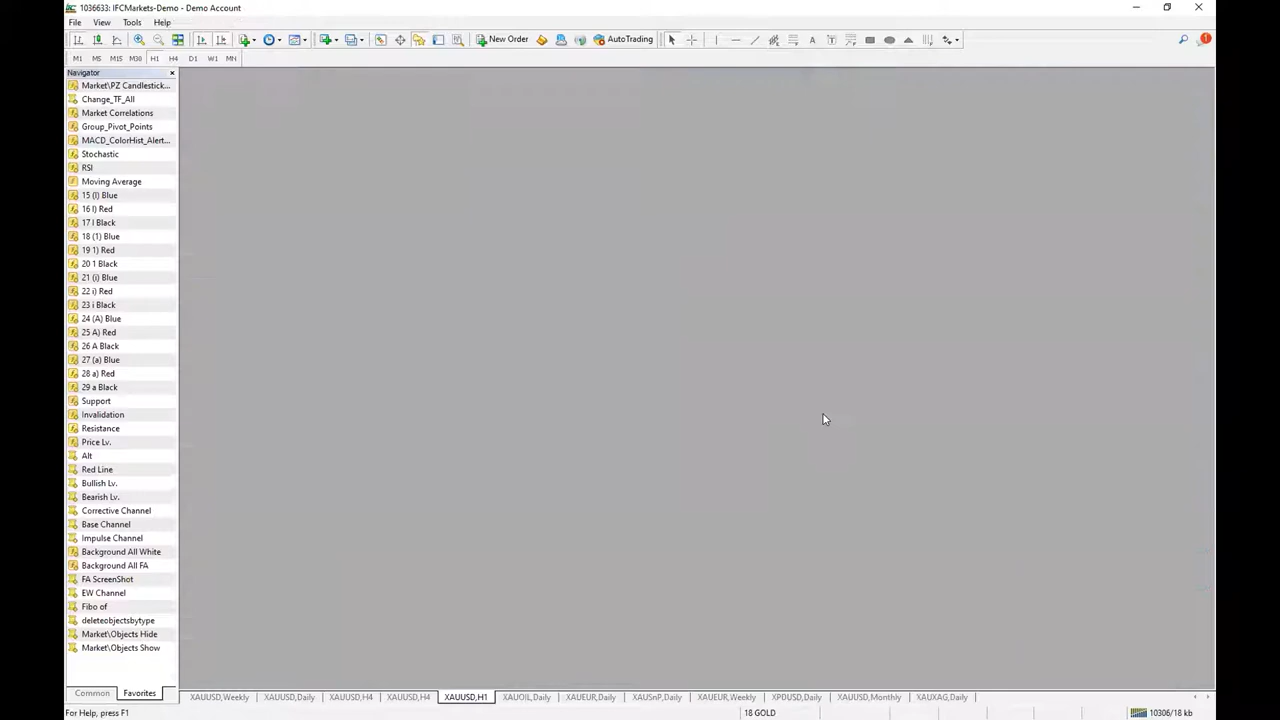 1036633: IFCMarkets-Demo - Demo Account
File View Tools Help
New Order AutoTrading
M1 M5 M15 M30 H1 H4 D1 W1 MN
Navigator
Market\PZ Candlestick...
Change_TF_All
Market Correlations
Group_Pivot_Points
MACD_ColorHist_Alert...
Stochastic
RSI
Moving Average
15 (I) Blue
16 I) Red
17 I Black
18 (1) Blue
19 1) Red
20 1 Black
21 (i) Blue
22 i) Red
23 i Black
24 (A) Blue
25 A) Red
26 A Black
27 (a) Blue
28 a) Red
29 a Black
Support
Invalidation
Resistance
Price Lv.
Alt
Red Line
Bullish Lv.
Bearish Lv.
Corrective Channel
Base Channel
Impulse Channel
Background All White
Background All FA
FA ScreenShot
EW Channel
Fibo of
deleteobjectsbytype
Market\Objects Hide
Market\Objects Show
Common Favorites
XAUUSD,Weekly XAUUSD,Daily XAUUSD,H4 XAUUSD,H4 XAUUSD,H1 XAUOIL,Daily XAUEUR,Daily XAUSnP,Daily XAUEUR,Weekly XPDUSD,Daily XAUUSD,Monthly XAUXAG,Daily
For Help, press F1 18 GOLD 10306/18 kb